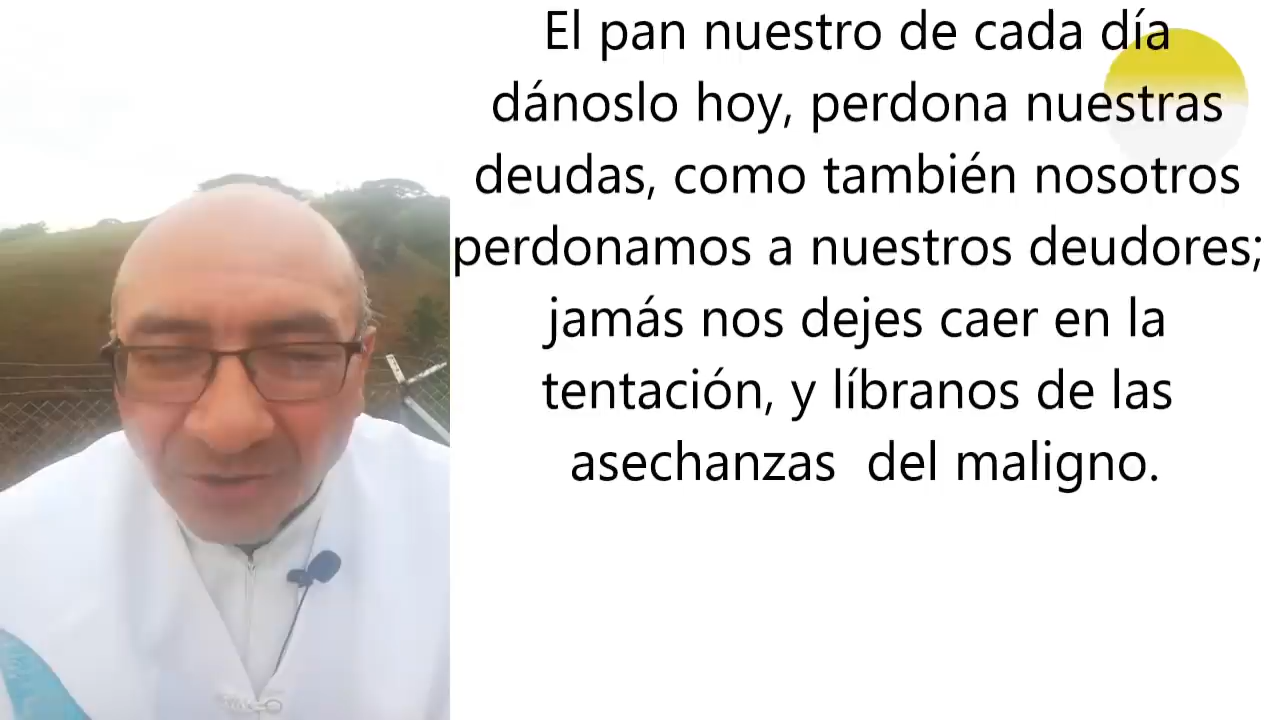 El pan nuestro de cada día
dánoslo hoy, perdona nuestras
deudas, como también nosotros
perdonamos a nuestros deudores;
jamás nos dejes caer en la
tentación, y líbranos de las
asechanzas  del maligno.